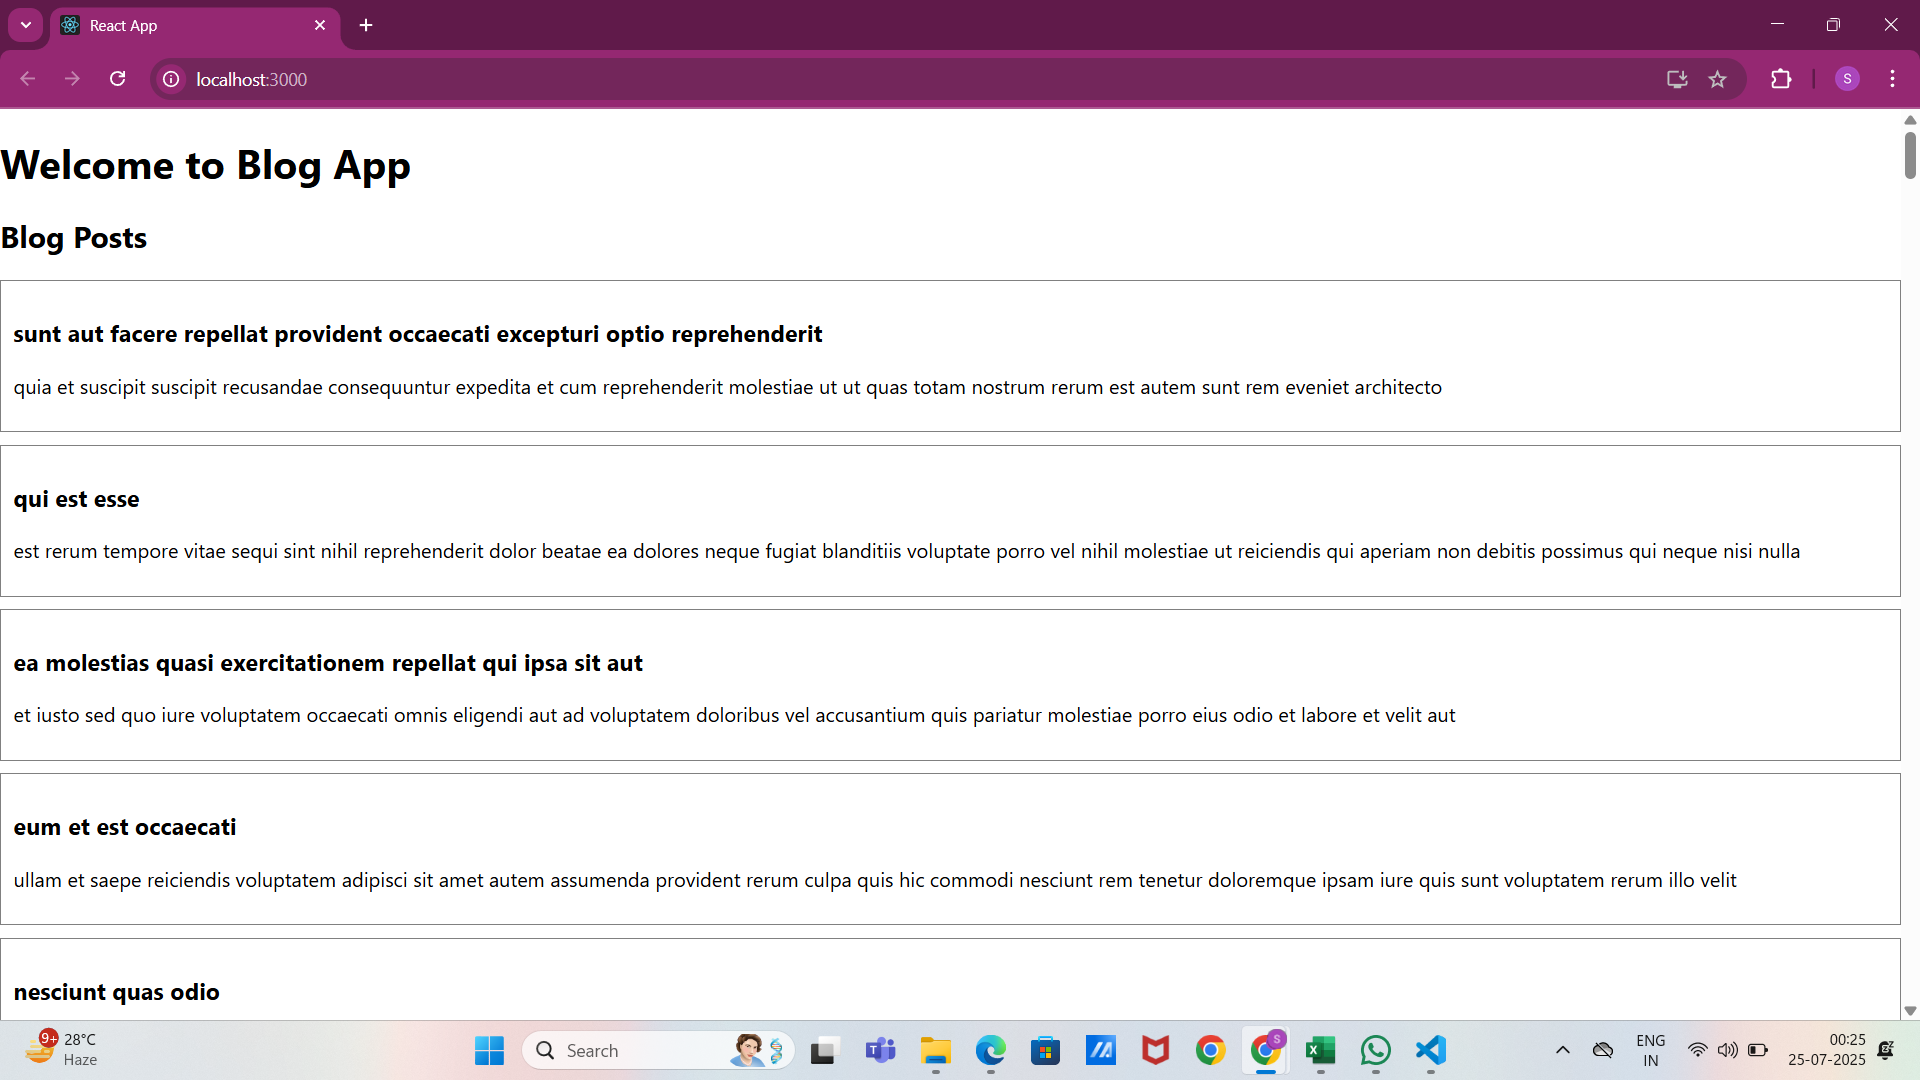 React App
localhost:3000
S
Welcome to Blog App
Blog Posts
sunt aut facere repellat provident occaecati excepturi optio reprehenderit
quia et suscipit suscipit recusandae consequuntur expedita et cum reprehenderit molestiae ut ut quas totam nostrum rerum est autem sunt rem eveniet architecto
qui est esse
est rerum tempore vitae sequi sint nihil reprehenderit dolor beatae ea dolores neque fugiat blanditiis voluptate porro vel nihil molestiae ut reiciendis qui aperiam non debitis possimus qui neque nisi nulla
ea molestias quasi exercitationem repellat qui ipsa sit aut
et iusto sed quo iure voluptatem occaecati omnis eligendi aut ad voluptatem doloribus vel accusantium quis pariatur molestiae porro eius odio et labore et velit aut
eum et est occaecati
ullam et saepe reiciendis voluptatem adipisci sit amet autem assumenda provident rerum culpa quis hic commodi nesciunt rem tenetur doloremque ipsam iure quis sunt voluptatem rerum illo velit
nesciunt quas odio
9+
28°C
Haze
Search
S
ENG
IN
00:25
25-07-2025